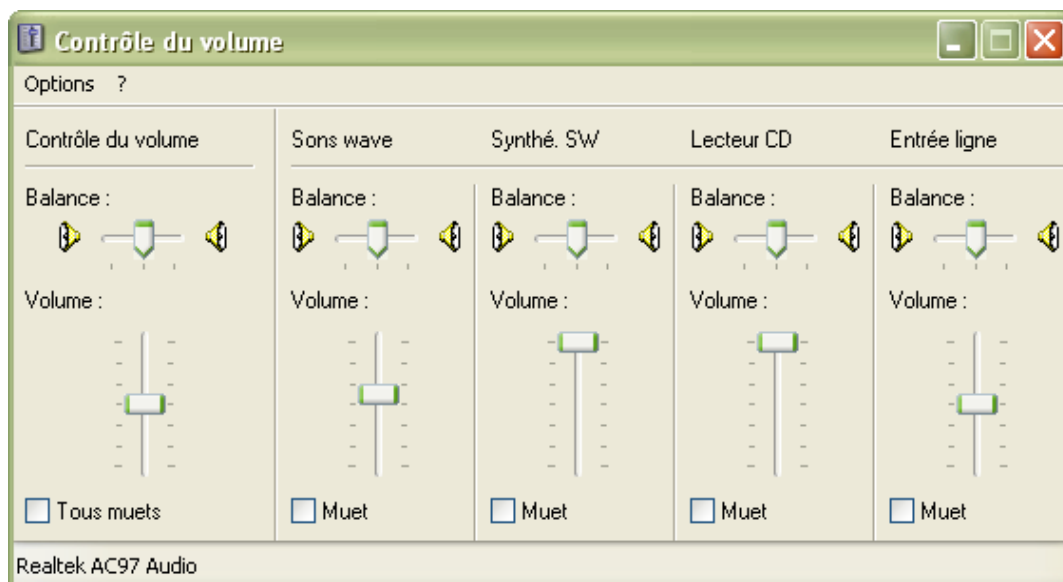 Contrôle du volume
Options ?
Contrôle du volume
Sons wave
Synthé. SW
Lecteur CD
Entrée ligne
Balance :
Balance :
Balance :
Balance :
Balance :
Volume :
Volume :
Volume :
Volume :
Volume :
Tous muets
Muet
Muet
Muet
Muet
Realtek AC97 Audio